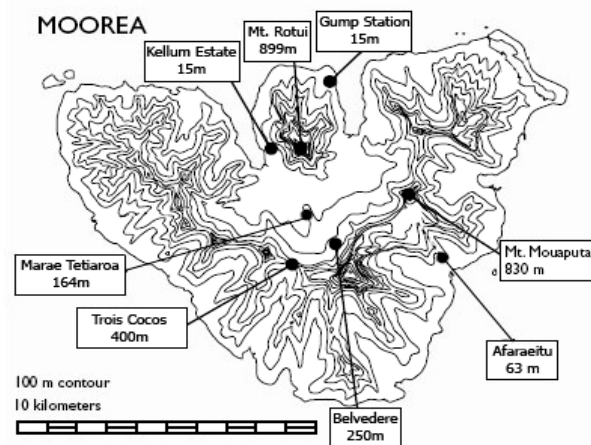 MOOREA
Gump Station
15m
Mt. Rotui
899m
Kellum Estate
15m
Marae Tetiaroa
164m
Mt. Mouaputa
830 m
Trois Cocos
400m
Afaraeitu
63 m
100 m contour
10 kilometers
Belvedere
250m